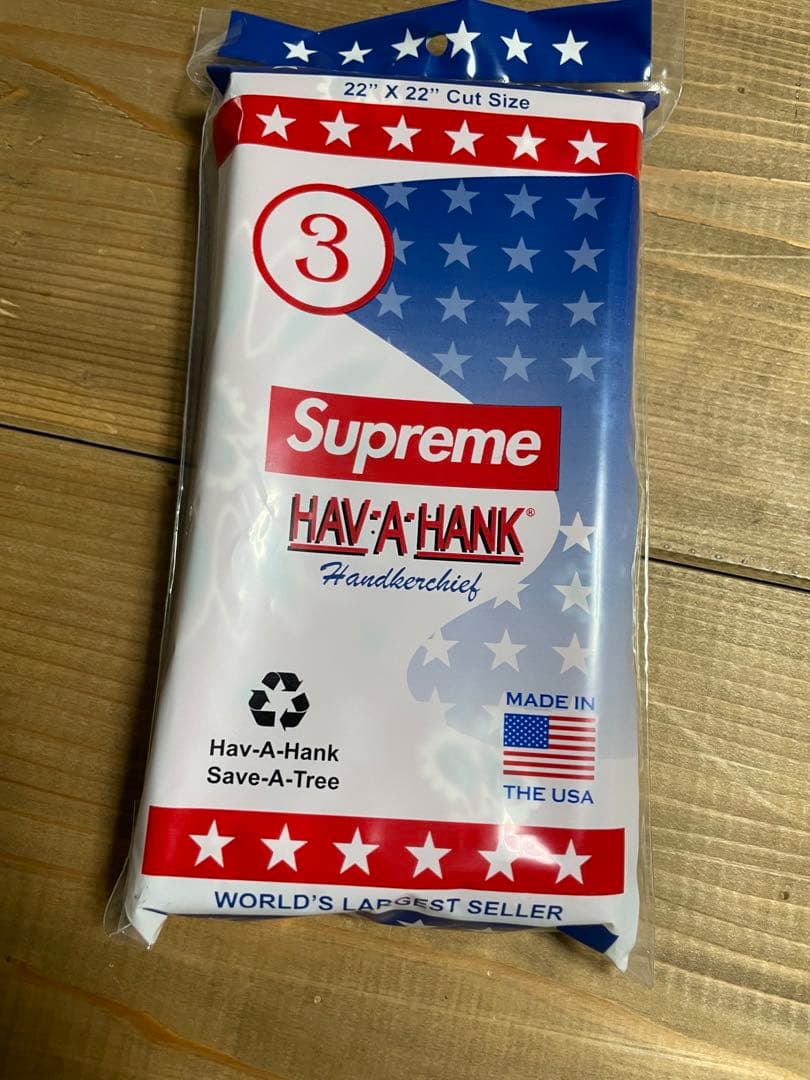 22” X 22” Cut Size
3
Supreme
HAV-A-HANK®
Handkerchief
Hav-A-Hank
Save-A-Tree
MADE IN
THE USA
WORLD'S LARGEST SELLER